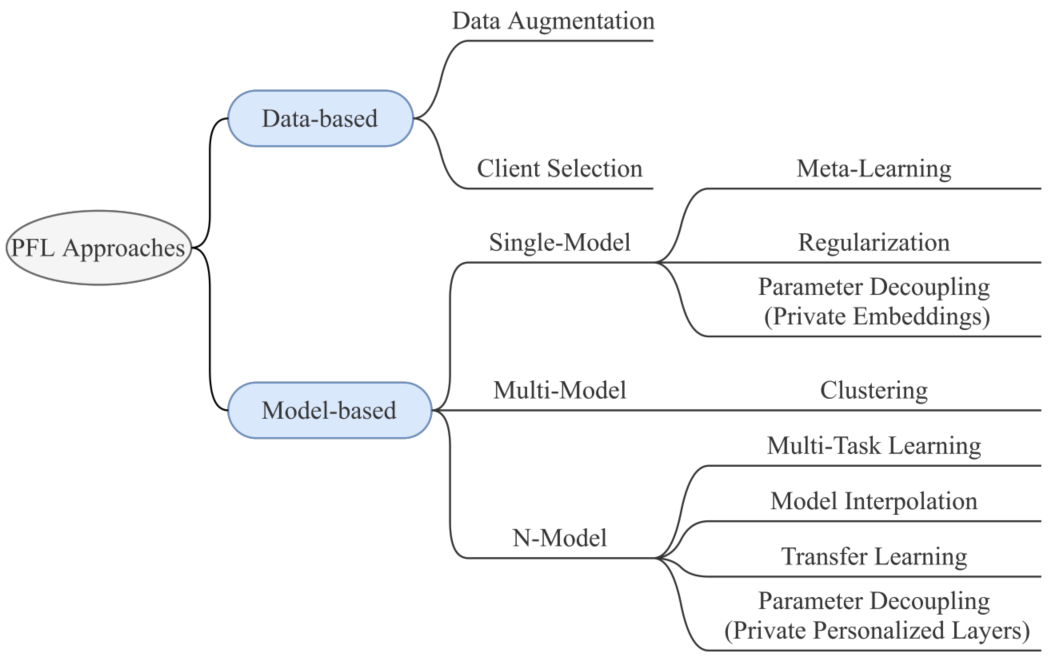 PFL Approaches
Data-based
Data Augmentation
Client Selection
Model-based
Single-Model
Meta-Learning
Regularization
Parameter Decoupling
(Private Embeddings)
Multi-Model
Clustering
N-Model
Multi-Task Learning
Model Interpolation
Transfer Learning
Parameter Decoupling
(Private Personalized Layers)